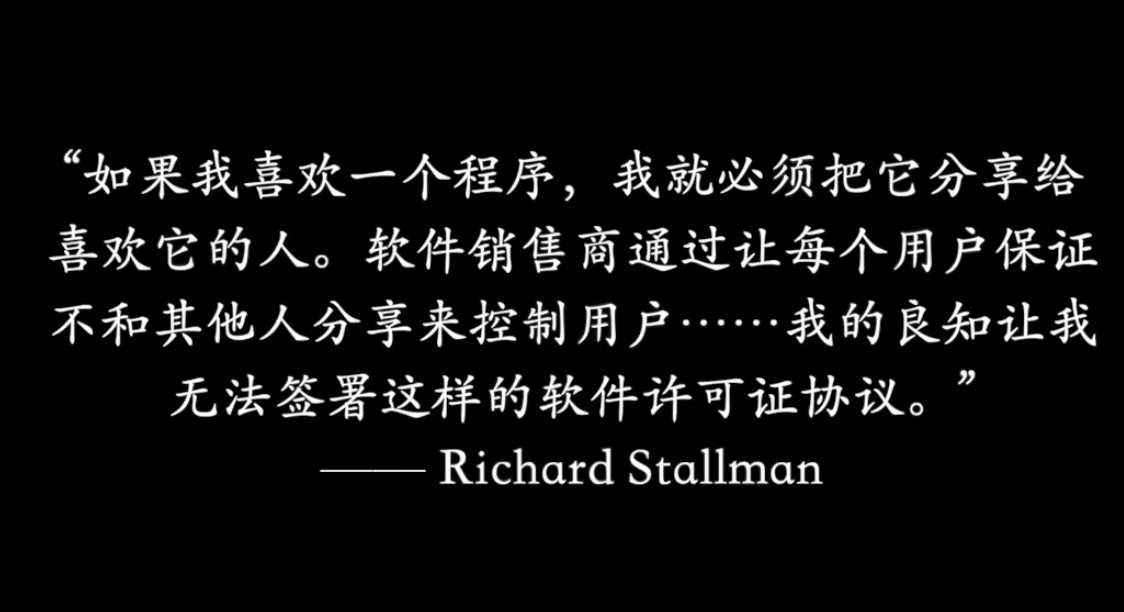 “如果我喜欢一个程序，我就必须把它分享给
喜欢它的人。软件销售商通过让每个用户保证
不和其他人分享来控制用户……我的良知让我
无法签署这样的软件许可证协议。”
—— Richard Stallman